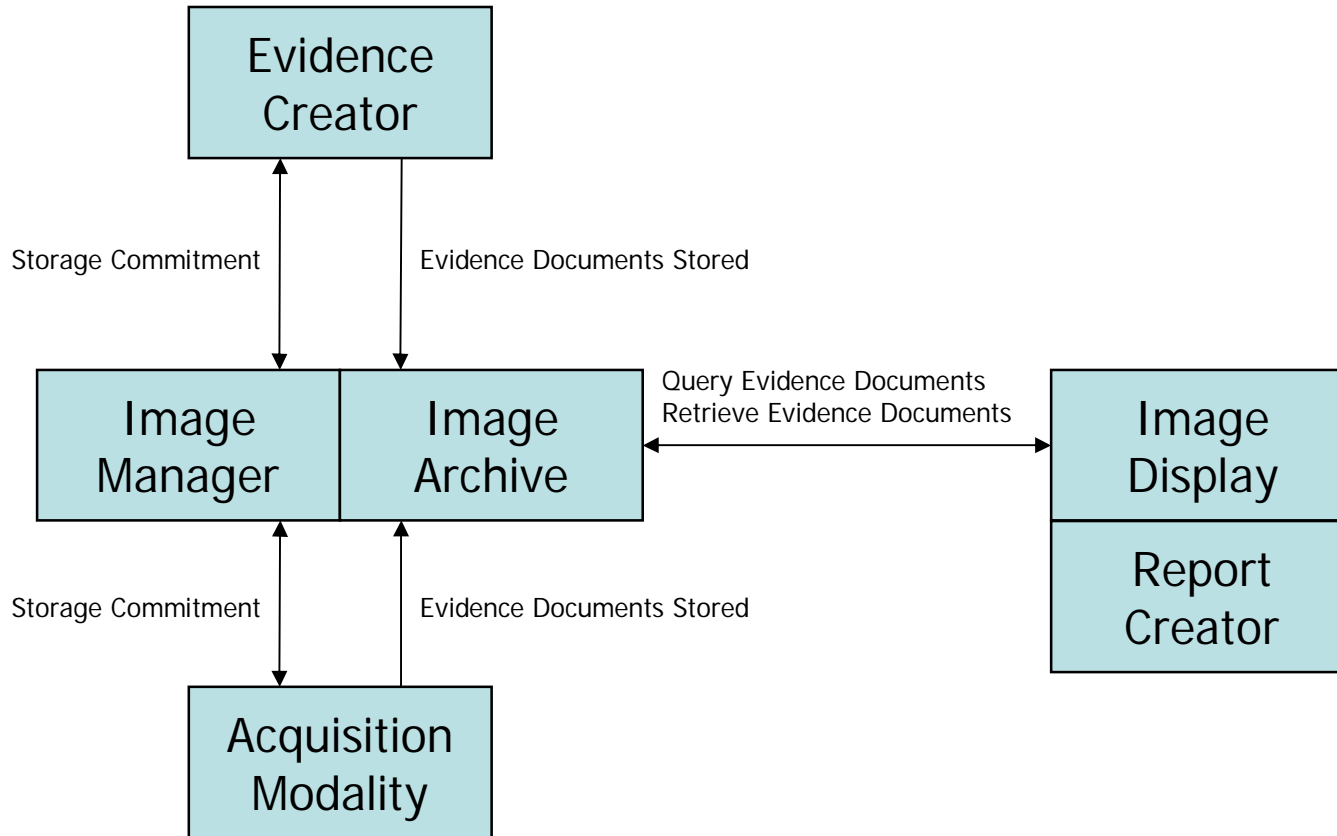 Evidence
Creator
Storage Commitment
Evidence Documents Stored
Image
Manager
Image
Archive
Query Evidence Documents
Retrieve Evidence Documents
Image
Display
Report
Creator
Storage Commitment
Evidence Documents Stored
Acquisition
Modality